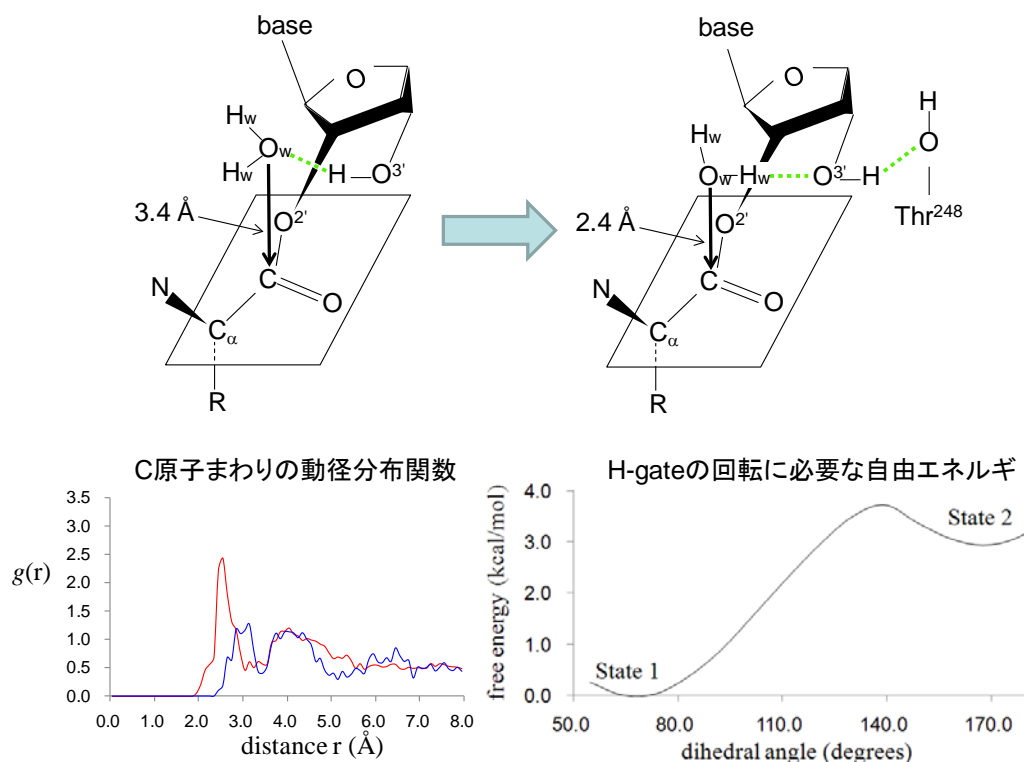 base
O
Hw
Ow
Hw
H
O3'
3.4 Å
O2'
N
C
O
Cα
R
base
O
H
O
Hw
Ow
Hw
O3'
H
Thr248
2.4 Å
O2'
N
C
O
Cα
R
C原子まわりの動径分布関数
3.5
3.0
2.5
2.0
1.5
1.0
0.5
0.0
g(r)
0.0 1.0 2.0 3.0 4.0 5.0 6.0 7.0 8.0
distance r (Å)
H-gateの回転に必要な自由エネルギ
4.0
3.0
2.0
1.0
0.0
free energy (kcal/mol)
State 1
State 2
50.0 80.0 110.0 140.0 170.0
dihedral angle (degrees)